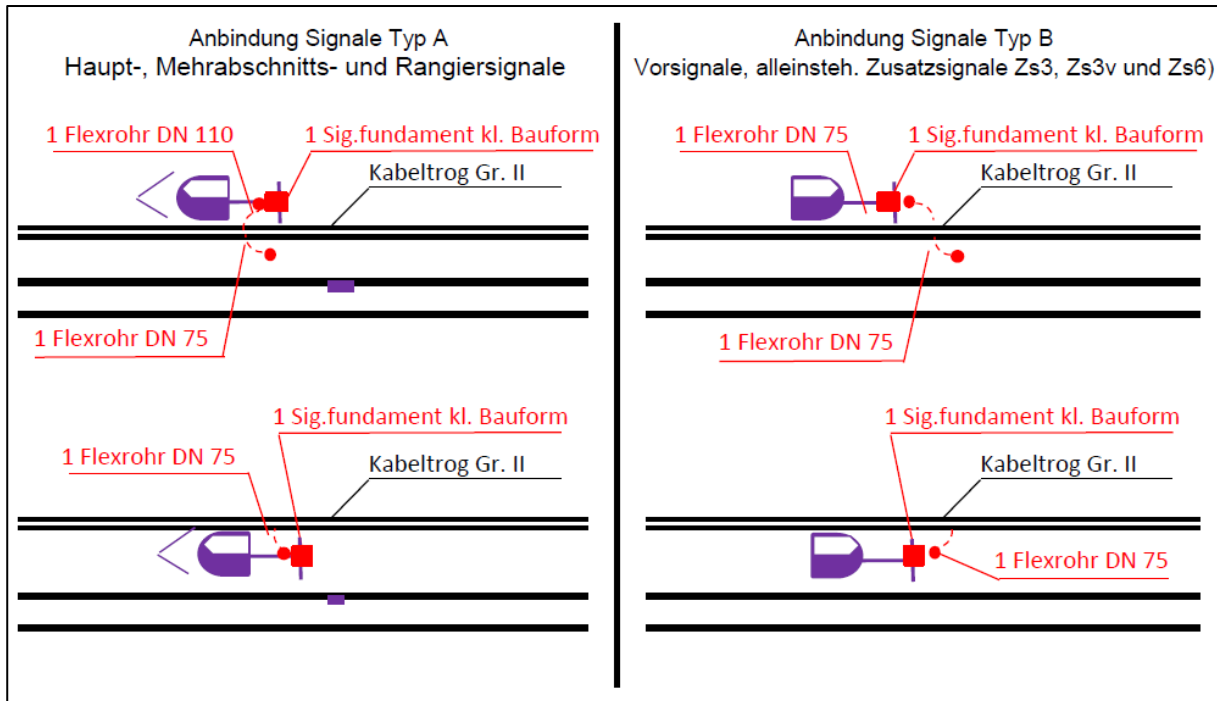 Anbindung Signale Typ A
Haupt-, Mehrabschnitts- und Rangiersignale
1 Flexrohr DN 110
1 Sig.fundament kl. Bauform
Kabeltrog Gr. II
1 Flexrohr DN 75
1 Sig.fundament kl. Bauform
1 Flexrohr DN 75
Kabeltrog Gr. II
Anbindung Signale Typ B
Vorsignale, alleinsteh. Zusatzsignale Zs3, Zs3v und Zs6)
1 Flexrohr DN 75
1 Sig.fundament kl. Bauform
Kabeltrog Gr. II
1 Flexrohr DN 75
1 Sig.fundament kl. Bauform
Kabeltrog Gr. II
1 Flexrohr DN 75